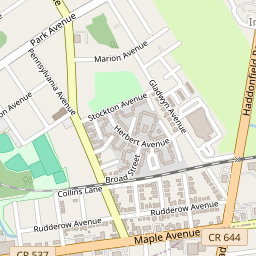 Park Avenue
Marion Avenue
Pennsylvania Avenue
Stockton Avenue
Gladwyn Avenue
Haddonfield
Herbert Avenue
Broad Street
Collins Lane
Rudderow Avenue
Rudderow Avenue
Maple Avenue
CR 644
CR 537